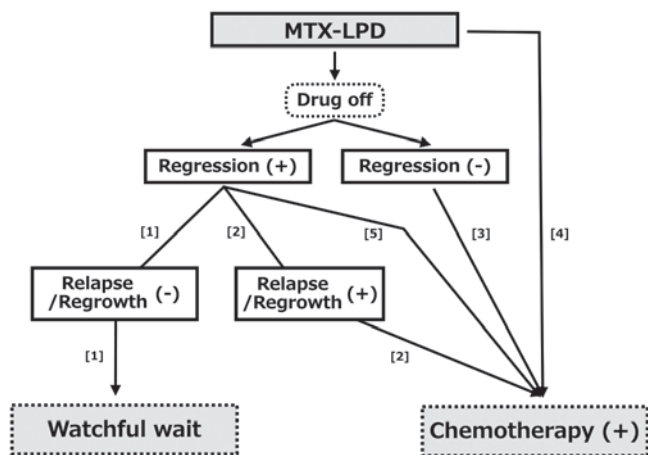 MTX-LPD
Drug off
Regression (+)
Regression (-)
[1]
[2]
[5]
[3]
[4]
Relapse
/Regrowth (-)
Relapse
/Regrowth (+)
[1]
[2]
Watchful wait
Chemotherapy (+)